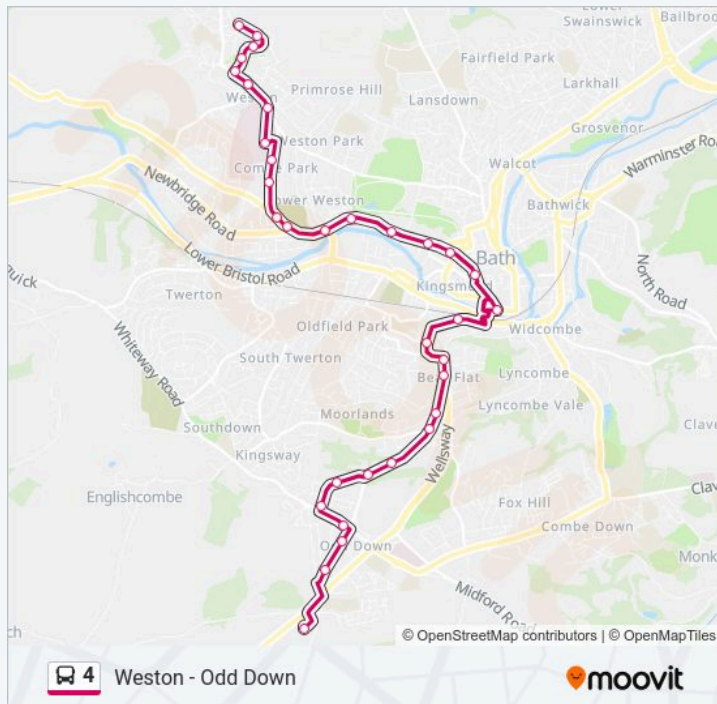 Lower
Swainswick
Bailbroo
Fairfield Park
Larkhall
Primrose Hill
Weston
Lansdown
Grosvenor
Weston Park
Walcot
Warminster Roa
Combe Park
Newbridge Road
Lower Weston
Bathwick
Bath
North Road
Lower Bristol Road
Kingsmead
Twerton
Oldfield Park
Widcombe
Whiteway Road
South Twerton
Bear Flat
Lyncombe
Moorlands
Lyncombe Vale
Southdown
Wellsway
Kingsway
Englishcombe
Fox Hill
Combe Down
Odd Down
Midford Road
© OpenStreetMap contributors | © OpenMapTiles
4 Weston - Odd Down
moovit